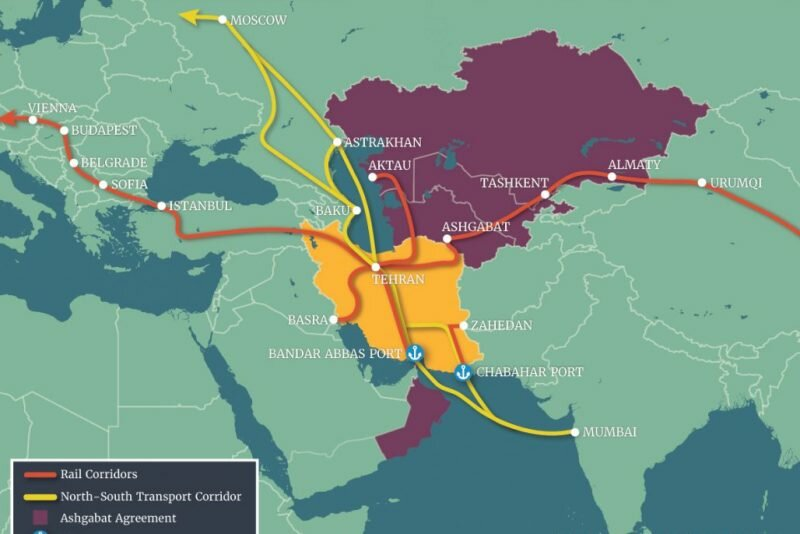 MOSCOW
VIENNA
BUDAPEST
BELGRADE
SOFIA
ISTANBUL
ASTRAKHAN
AKTAU
BAKU
TASHKENT
ALMATY
URUMQI
ASHGABAT
TEHRAN
BASRA
ZAHEDAN
BANDAR ABBAS PORT
CHABAHAR PORT
MUMBAI
Rail Corridors
North-South Transport Corridor
Ashgabat Agreement